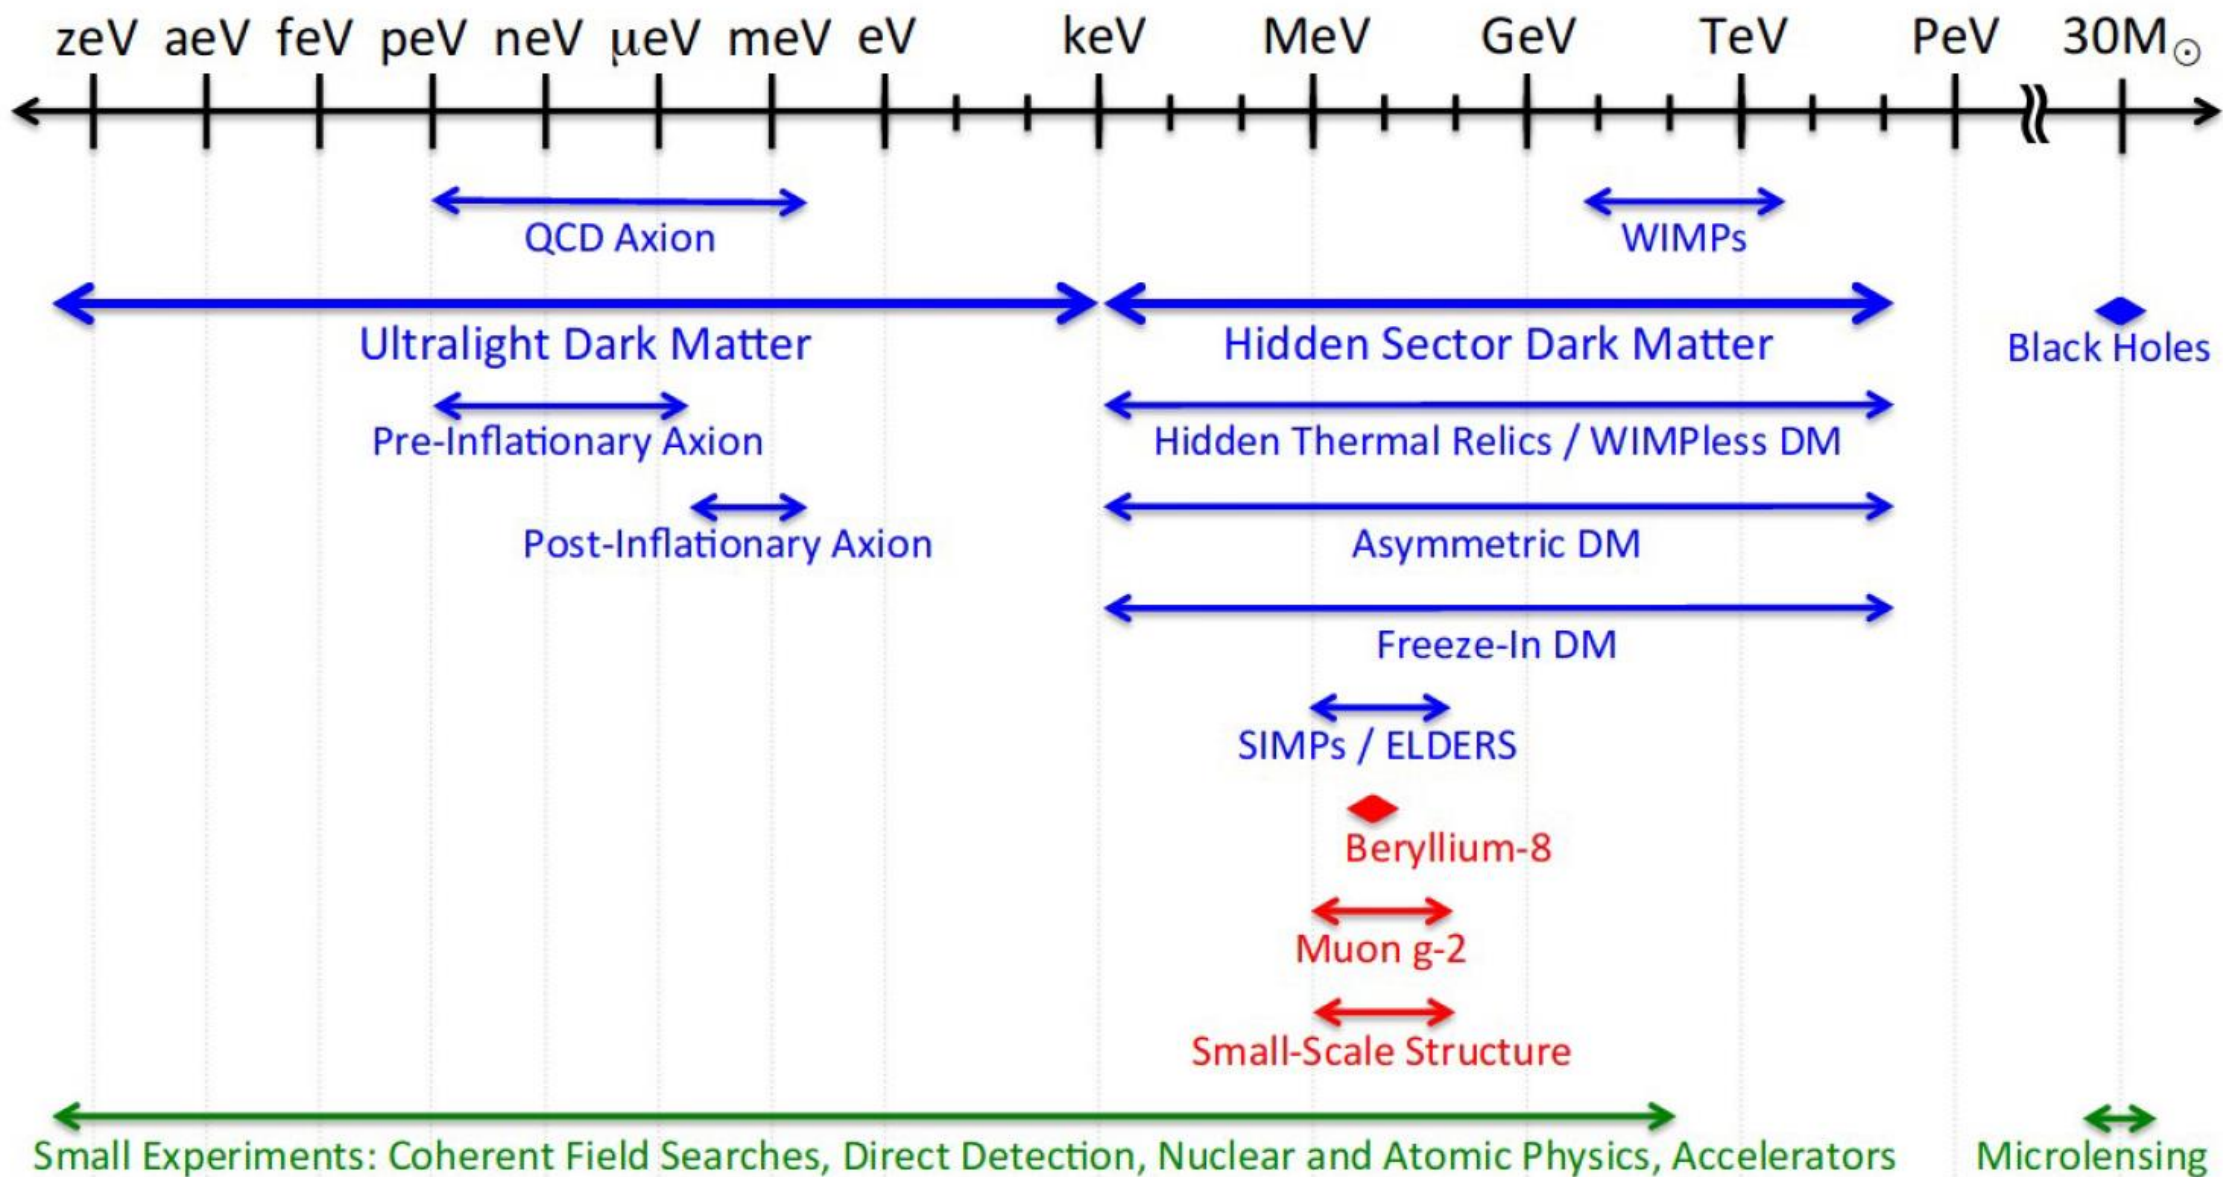 zeV aeV feV peV neV μeV meV eV keV MeV GeV TeV PeV 30M☉
QCD Axion WIMPs
Ultralight Dark Matter Hidden Sector Dark Matter Black Holes
Pre-Inflationary Axion Hidden Thermal Relics / WIMPless DM
Post-Inflationary Axion Asymmetric DM
Freeze-In DM
SIMPs / ELDERS
Beryllium-8
Muon g-2
Small-Scale Structure
Small Experiments: Coherent Field Searches, Direct Detection, Nuclear and Atomic Physics, Accelerators Microlensing